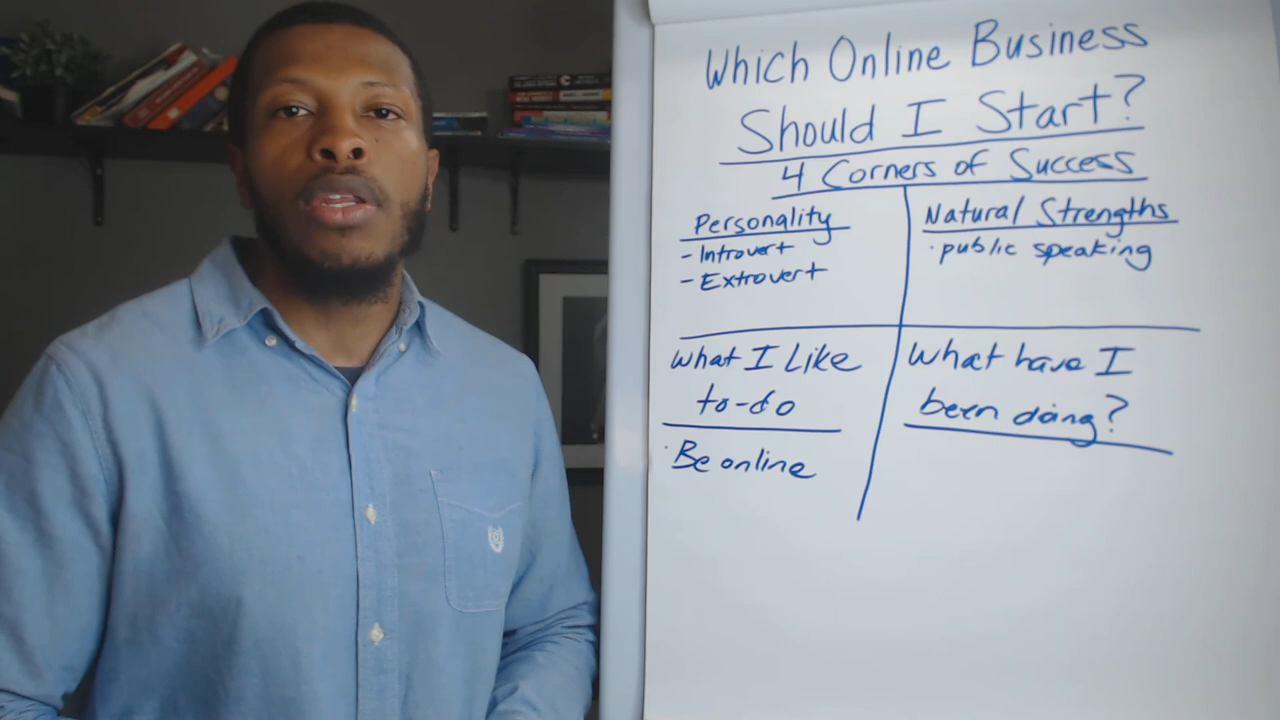 Which Online Business
Should I Start?
4 Corners of Success
Personality
- Introvert
- Extrovert
Natural Strengths
· public speaking
What I Like
to-do
· Be online
What have I
been doing?